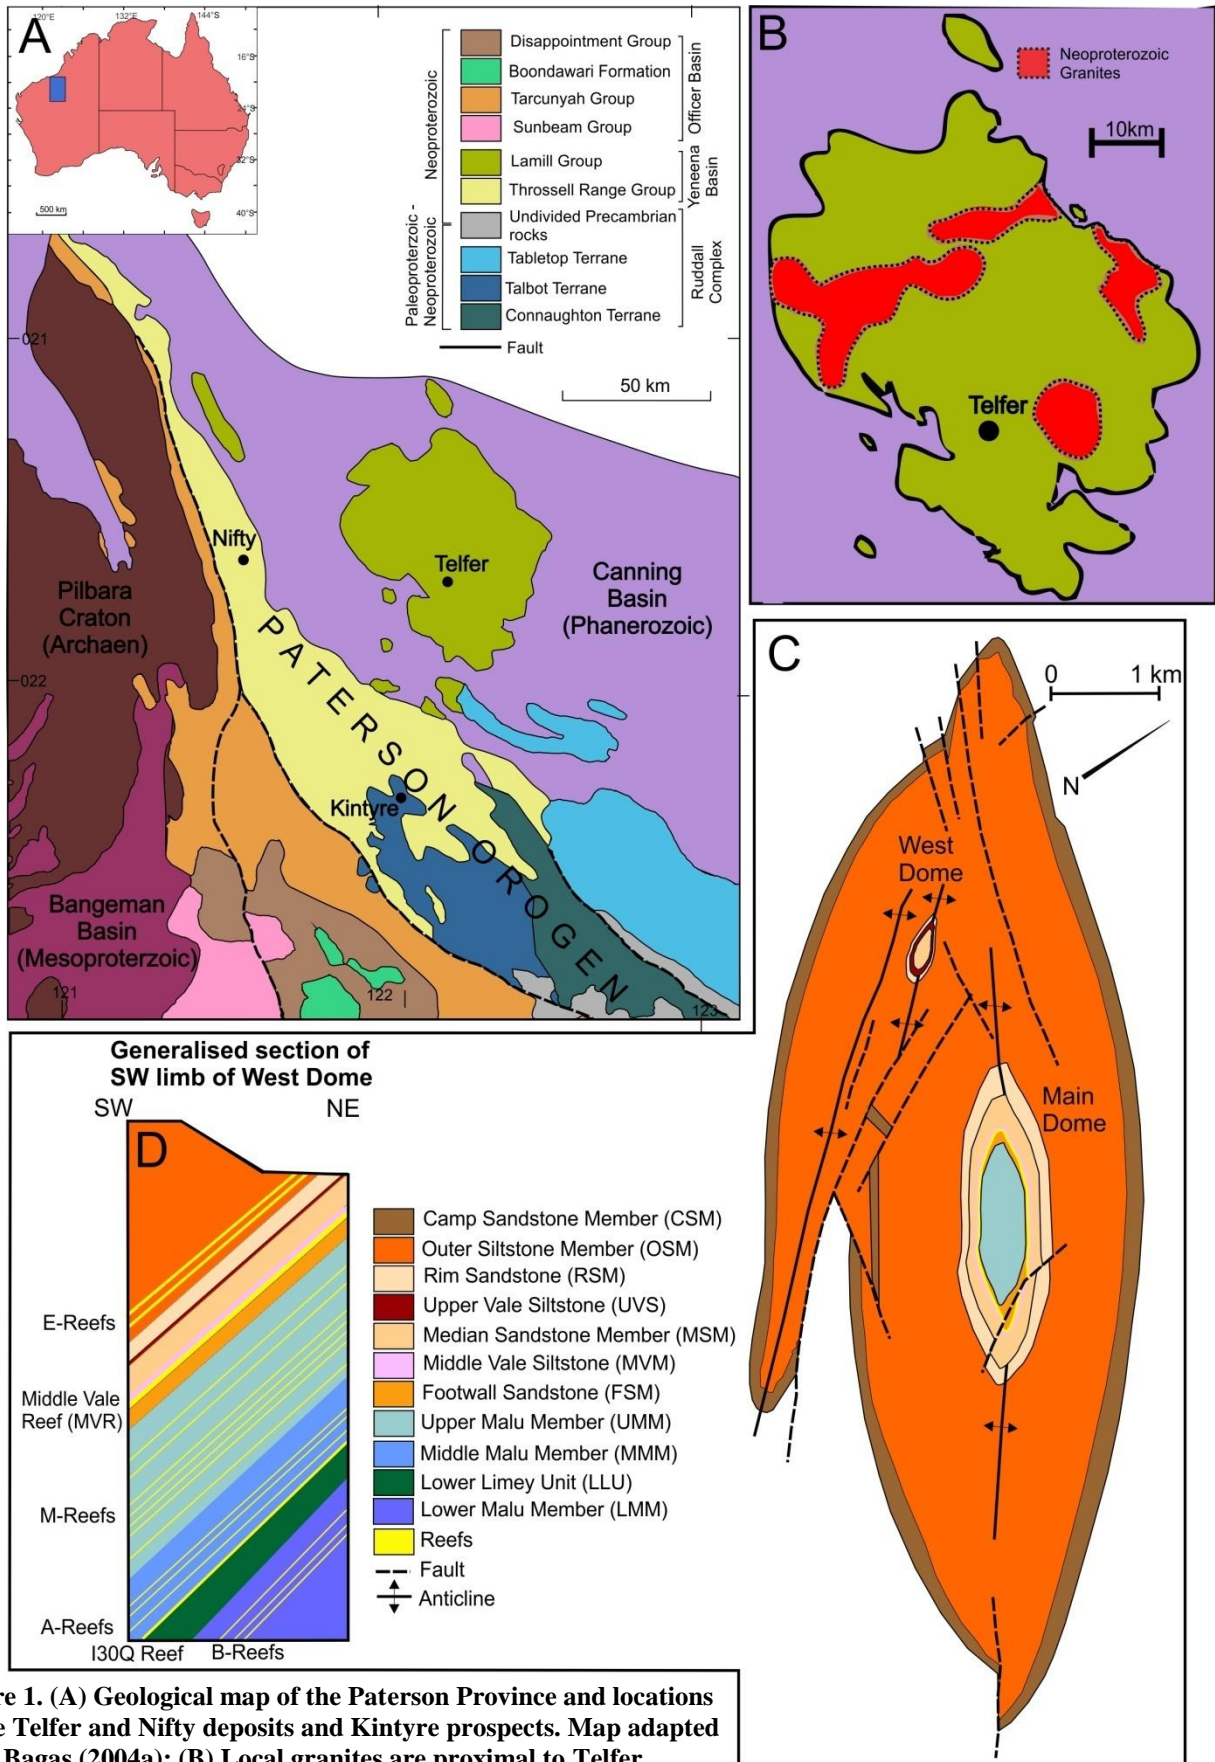 A
120°E
132°E
144°S
16°S
24°S
32°S
40°S
500 km
Neoproterozoic
Paleoproterzoic -
Neoproterozoic
Disappointment Group
Boondawari Formation
Tarcunyah Group
Sunbeam Group
Lamill Group
Throssell Range Group
Undivided Precambrian
rocks
Tabletop Terrane
Talbot Terrane
Connaughton Terrane
Fault
Officer Basin
Yeneena
Basin
Ruddall
Complex
50 km
021
022
121
122
123
Nifty
Telfer
Kintyre
Pilbara
Craton
(Archaen)
Canning
Basin
(Phanerozoic)
Bangeman
Basin
(Mesoproterzoic)
PATERSON OROGEN
B
Neoproterozoic
Granites
10km
Telfer
C
0 1 km
N
West
Dome
Main
Dome
Generalised section of
SW limb of West Dome
SW NE
D
E-Reefs
Middle Vale
Reef (MVR)
M-Reefs
A-Reefs
I30Q Reef B-Reefs
Camp Sandstone Member (CSM)
Outer Siltstone Member (OSM)
Rim Sandstone (RSM)
Upper Vale Siltstone (UVS)
Median Sandstone Member (MSM)
Middle Vale Siltstone (MVM)
Footwall Sandstone (FSM)
Upper Malu Member (UMM)
Middle Malu Member (MMM)
Lower Limey Unit (LLU)
Lower Malu Member (LMM)
Reefs
Fault
Anticline
re 1. (A) Geological map of the Paterson Province and locations
e Telfer and Nifty deposits and Kintyre prospects. Map adapted
Bagas (2004a); (B) Local granites are proximal to Telfer